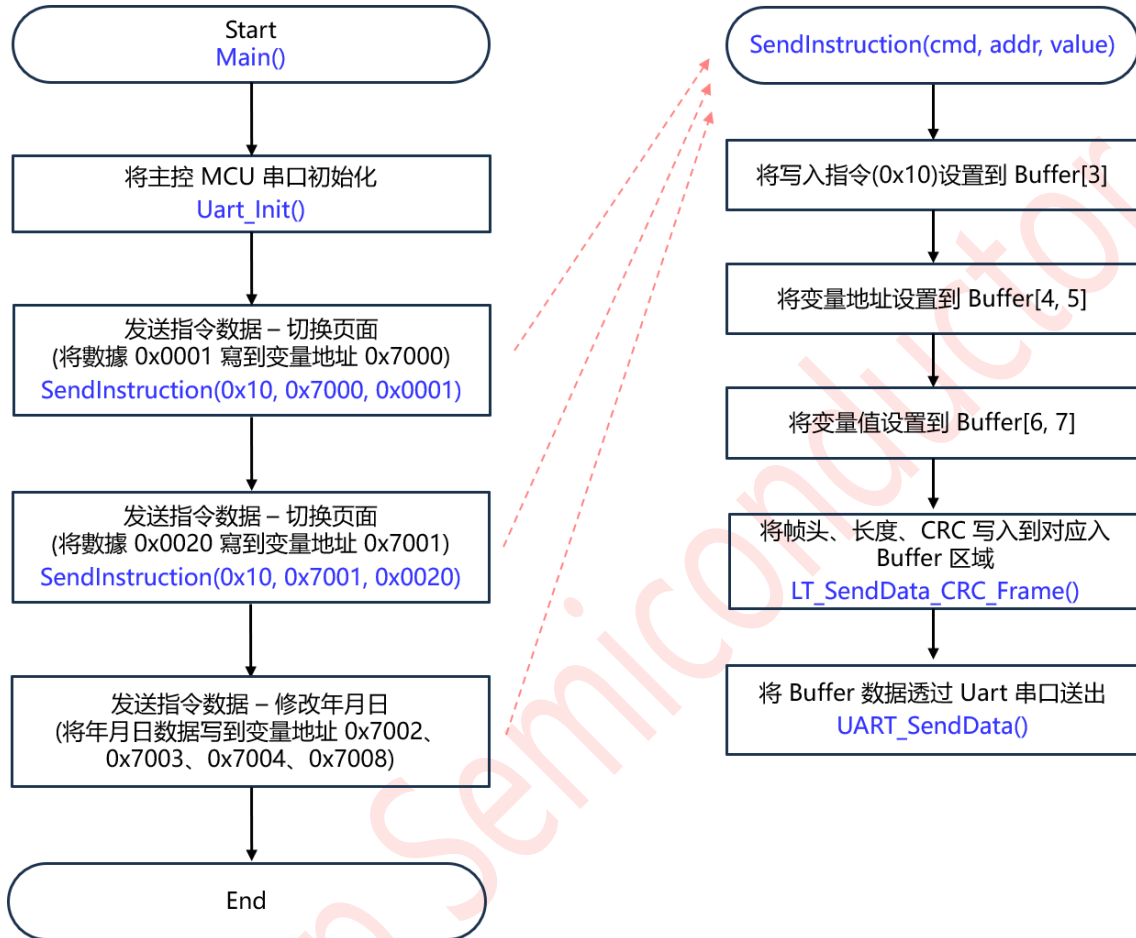 Start
Main()
将主控 MCU 串口初始化
Uart_Init()
发送指令数据 – 切换页面
(将數據 0x0001 寫到变量地址 0x7000)
SendInstruction(0x10, 0x7000, 0x0001)
发送指令数据 – 切换页面
(将數據 0x0020 寫到变量地址 0x7001)
SendInstruction(0x10, 0x7001, 0x0020)
发送指令数据 – 修改年月日
(将年月日数据写到变量地址 0x7002、
0x7003、0x7004、0x7008)
End
SendInstruction(cmd, addr, value)
将写入指令(0x10)设置到 Buffer[3]
将变量地址设置到 Buffer[4, 5]
将变量值设置到 Buffer[6, 7]
将帧头、长度、CRC 写入到对应入
Buffer 区域
LT_SendData_CRC_Frame()
将 Buffer 数据透过 Uart 串口送出
UART_SendData()
Semiconductor